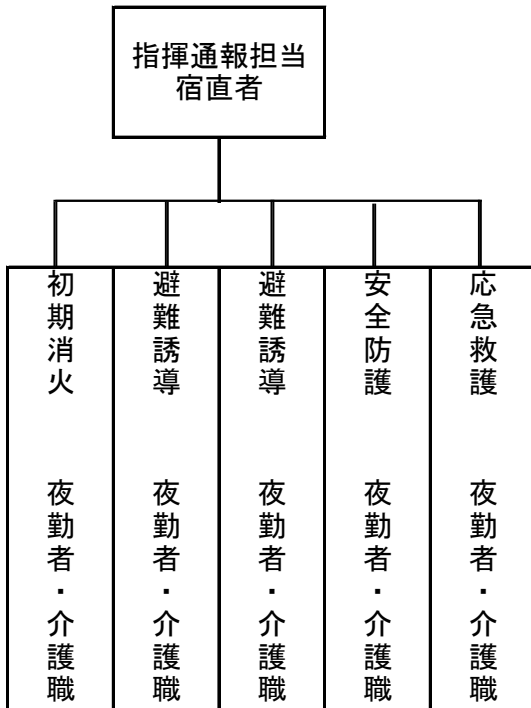 指揮通報担当
宿直者
初期消火　夜勤者・介護職
避難誘導　夜勤者・介護職
避難誘導　夜勤者・介護職
安全防護　夜勤者・介護職
応急救護　夜勤者・介護職